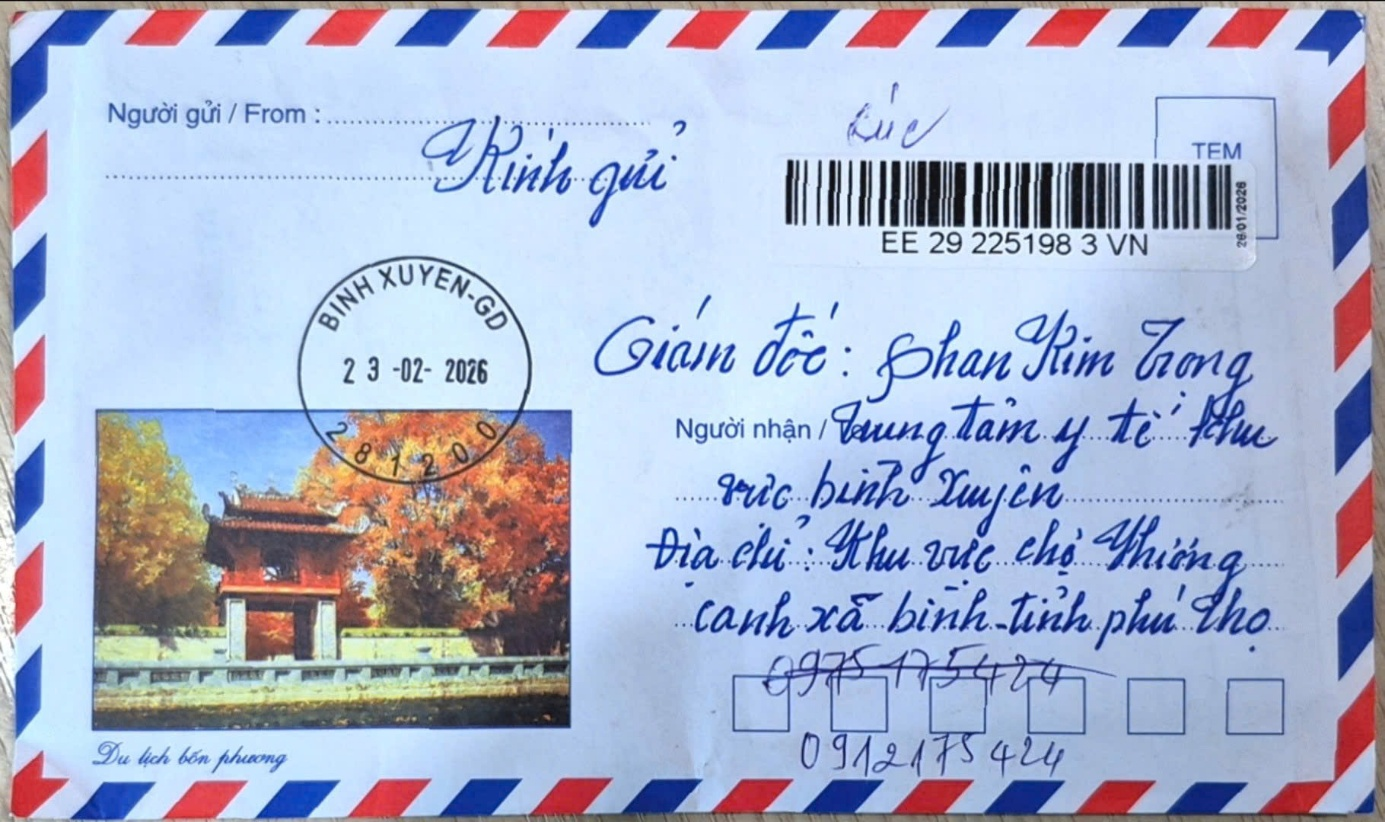 Người gửi / From :
Kính gửi
TEM
EE 29 225198 3 VN
26/01/2026
BINH XUYEN-GD
23-02-2026
281200
Giám đốc : Phan Kim Trọng
Người nhận / Trung tâm y tế khu
vực bình Xuyên
Địa chỉ : Khu vực chợ Hương
canh xã bình - tỉnh phú thọ
0975175424
0912175424
Du lịch bốn phương